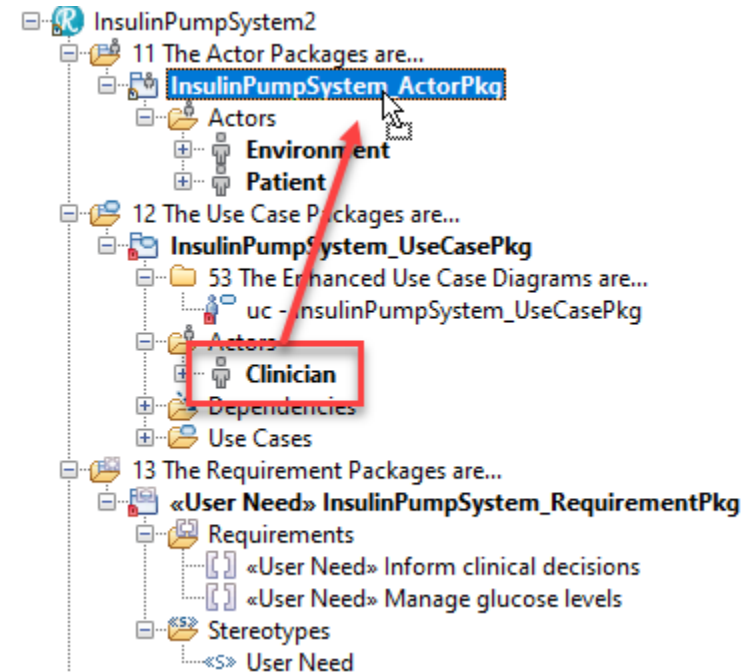 InsulinPumpSystem2
11 The Actor Packages are...
InsulinPumpSystem_ActorPkg
Actors
Environment
Patient
12 The Use Case Packages are...
InsulinPumpSystem_UseCasePkg
53 The Enhanced Use Case Diagrams are...
uc - InsulinPumpSystem_UseCasePkg
Actors
Clinician
Dependencies
Use Cases
13 The Requirement Packages are...
«User Need» InsulinPumpSystem_RequirementPkg
Requirements
«User Need» Inform clinical decisions
«User Need» Manage glucose levels
Stereotypes
«S» User Need